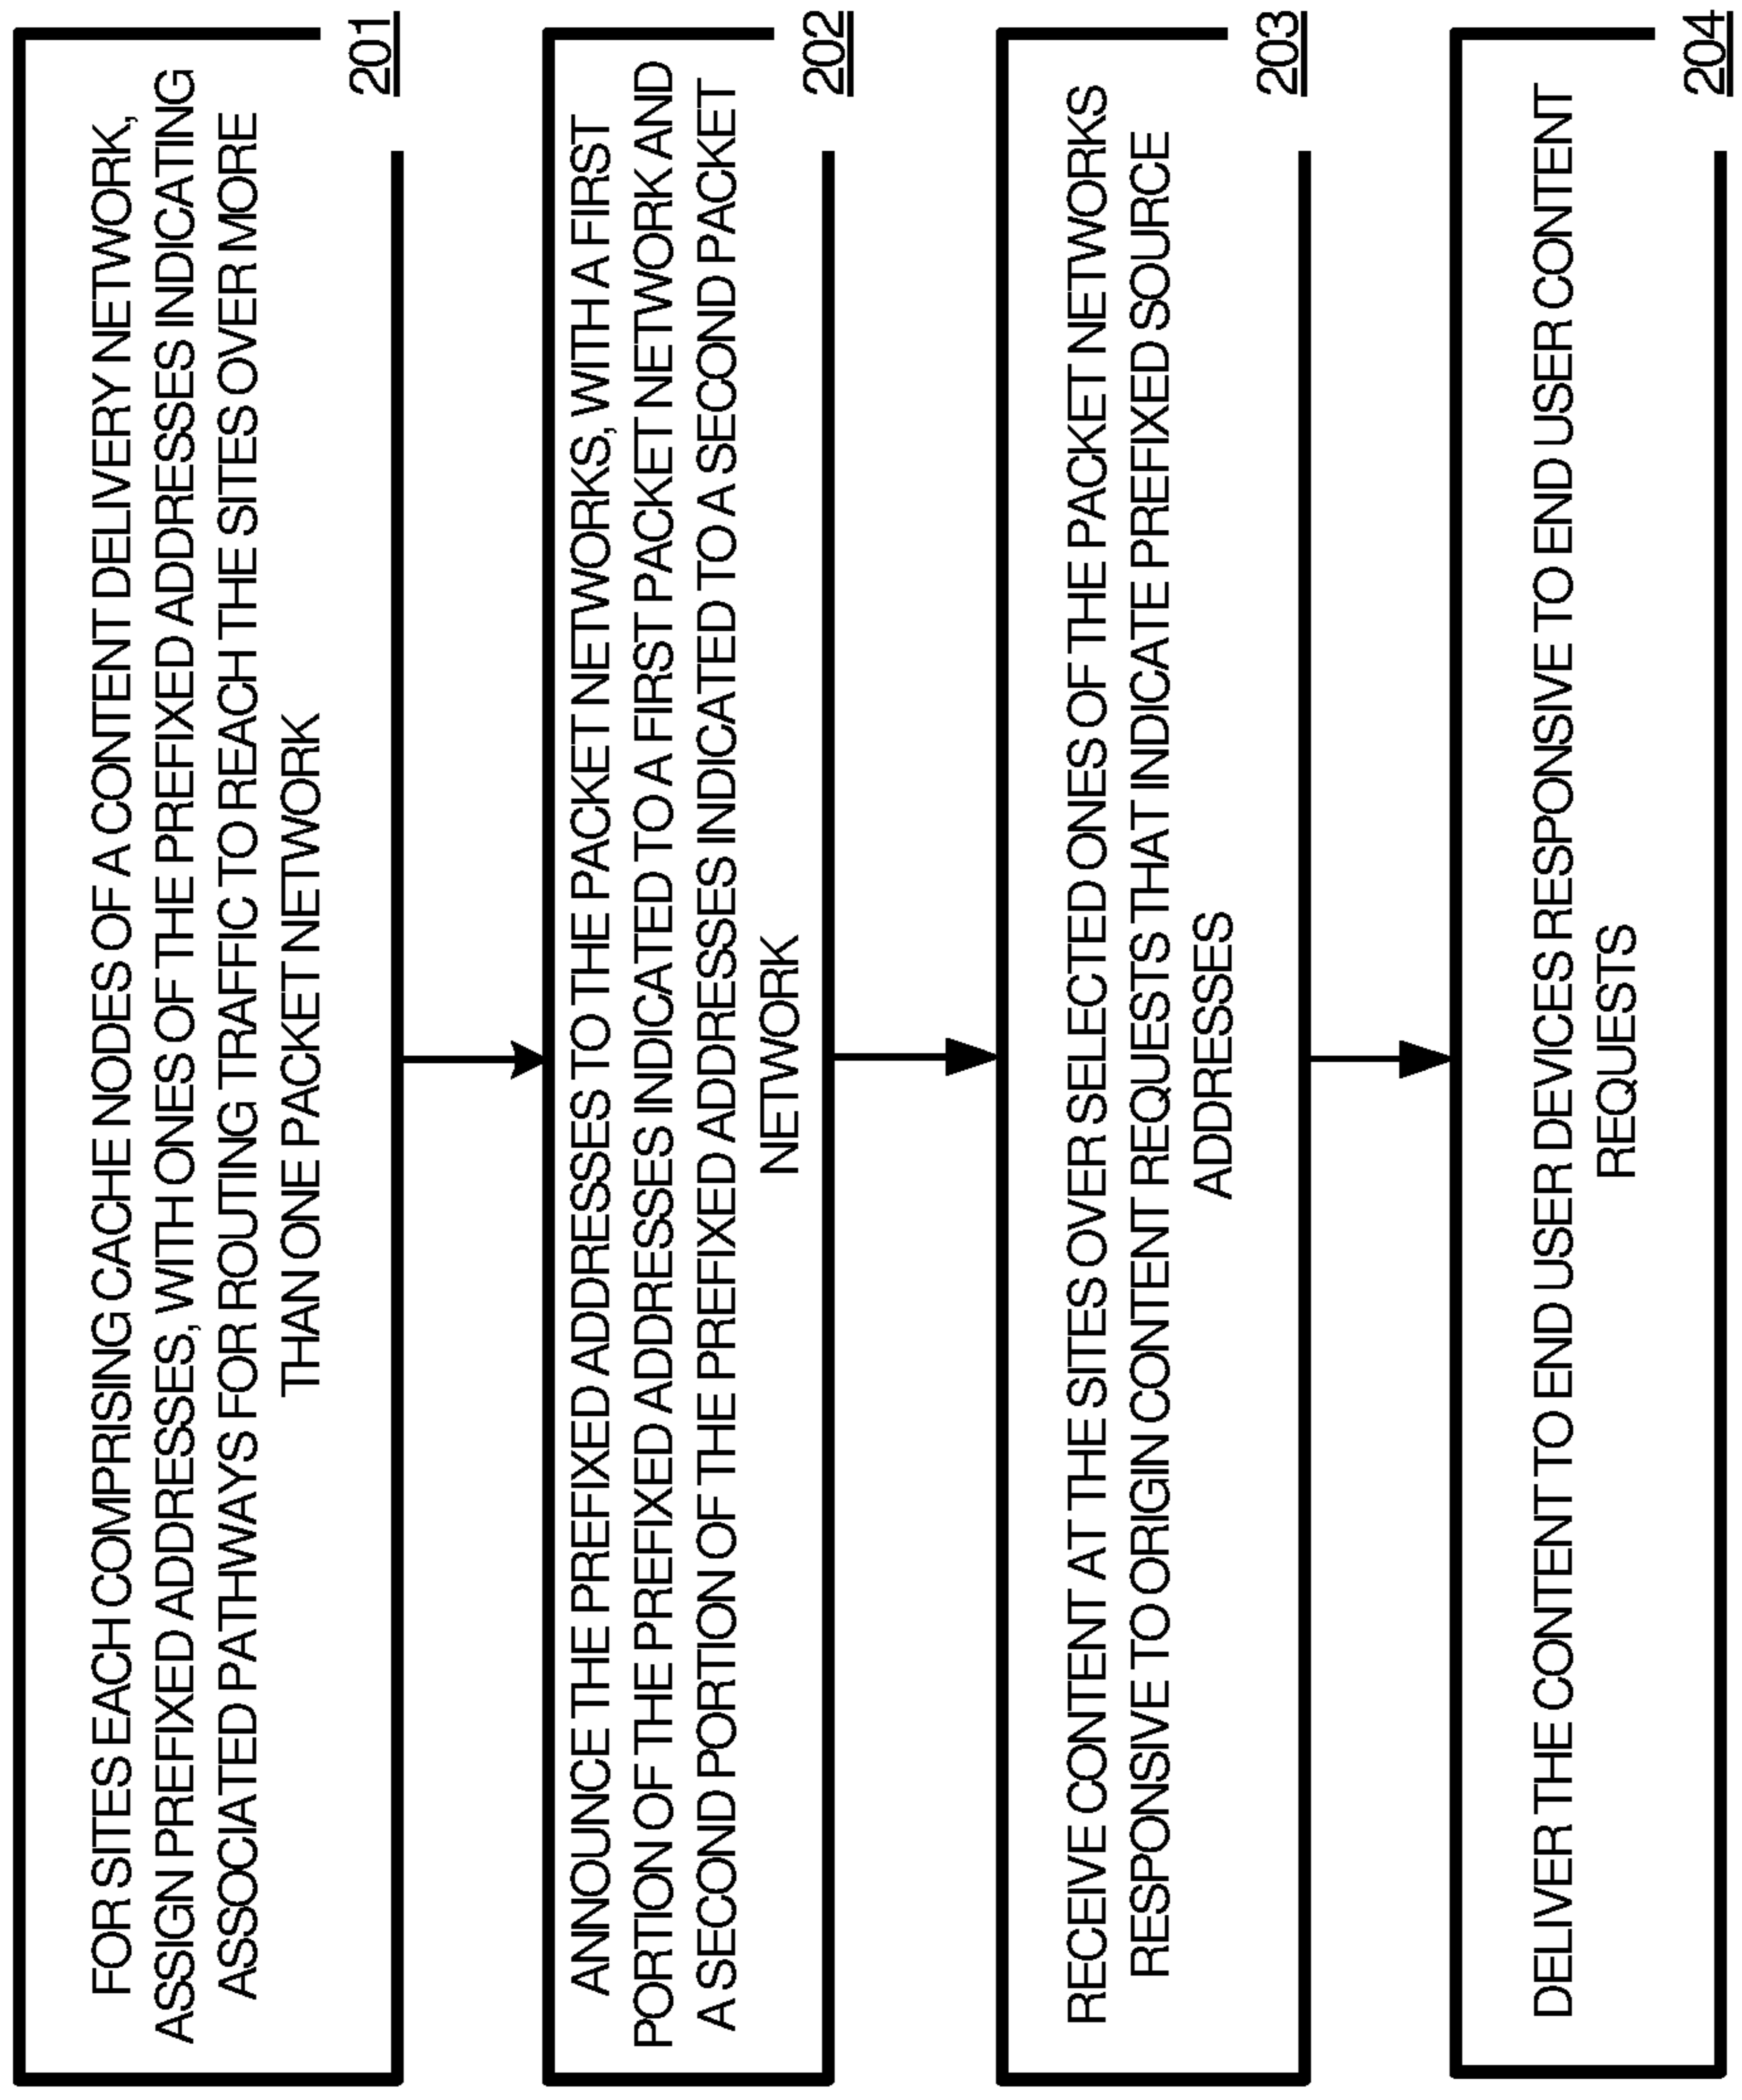 FOR SITES EACH COMPRISING CACHE NODES OF A CONTENT DELIVERY NETWORK,
ASSIGN PREFIXED ADDRESSES, WITH ONES OF THE PREFIXED ADDRESSES INDICATING
ASSOCIATED PATHWAYS FOR ROUTING TRAFFIC TO REACH THE SITES OVER MORE
THAN ONE PACKET NETWORK
201
ANNOUNCE THE PREFIXED ADDRESSES TO THE PACKET NETWORKS, WITH A FIRST
PORTION OF THE PREFIXED ADDRESSES INDICATED TO A FIRST PACKET NETWORK AND
A SECOND PORTION OF THE PREFIXED ADDRESSES INDICATED TO A SECOND PACKET
NETWORK
202
RECEIVE CONTENT AT THE SITES OVER SELECTED ONES OF THE PACKET NETWORKS
RESPONSIVE TO ORIGIN CONTENT REQUESTS THAT INDICATE PREFIXED SOURCE
ADDRESSES
203
DELIVER THE CONTENT TO END USER DEVICES RESPONSIVE TO END USER CONTENT
REQUESTS
204